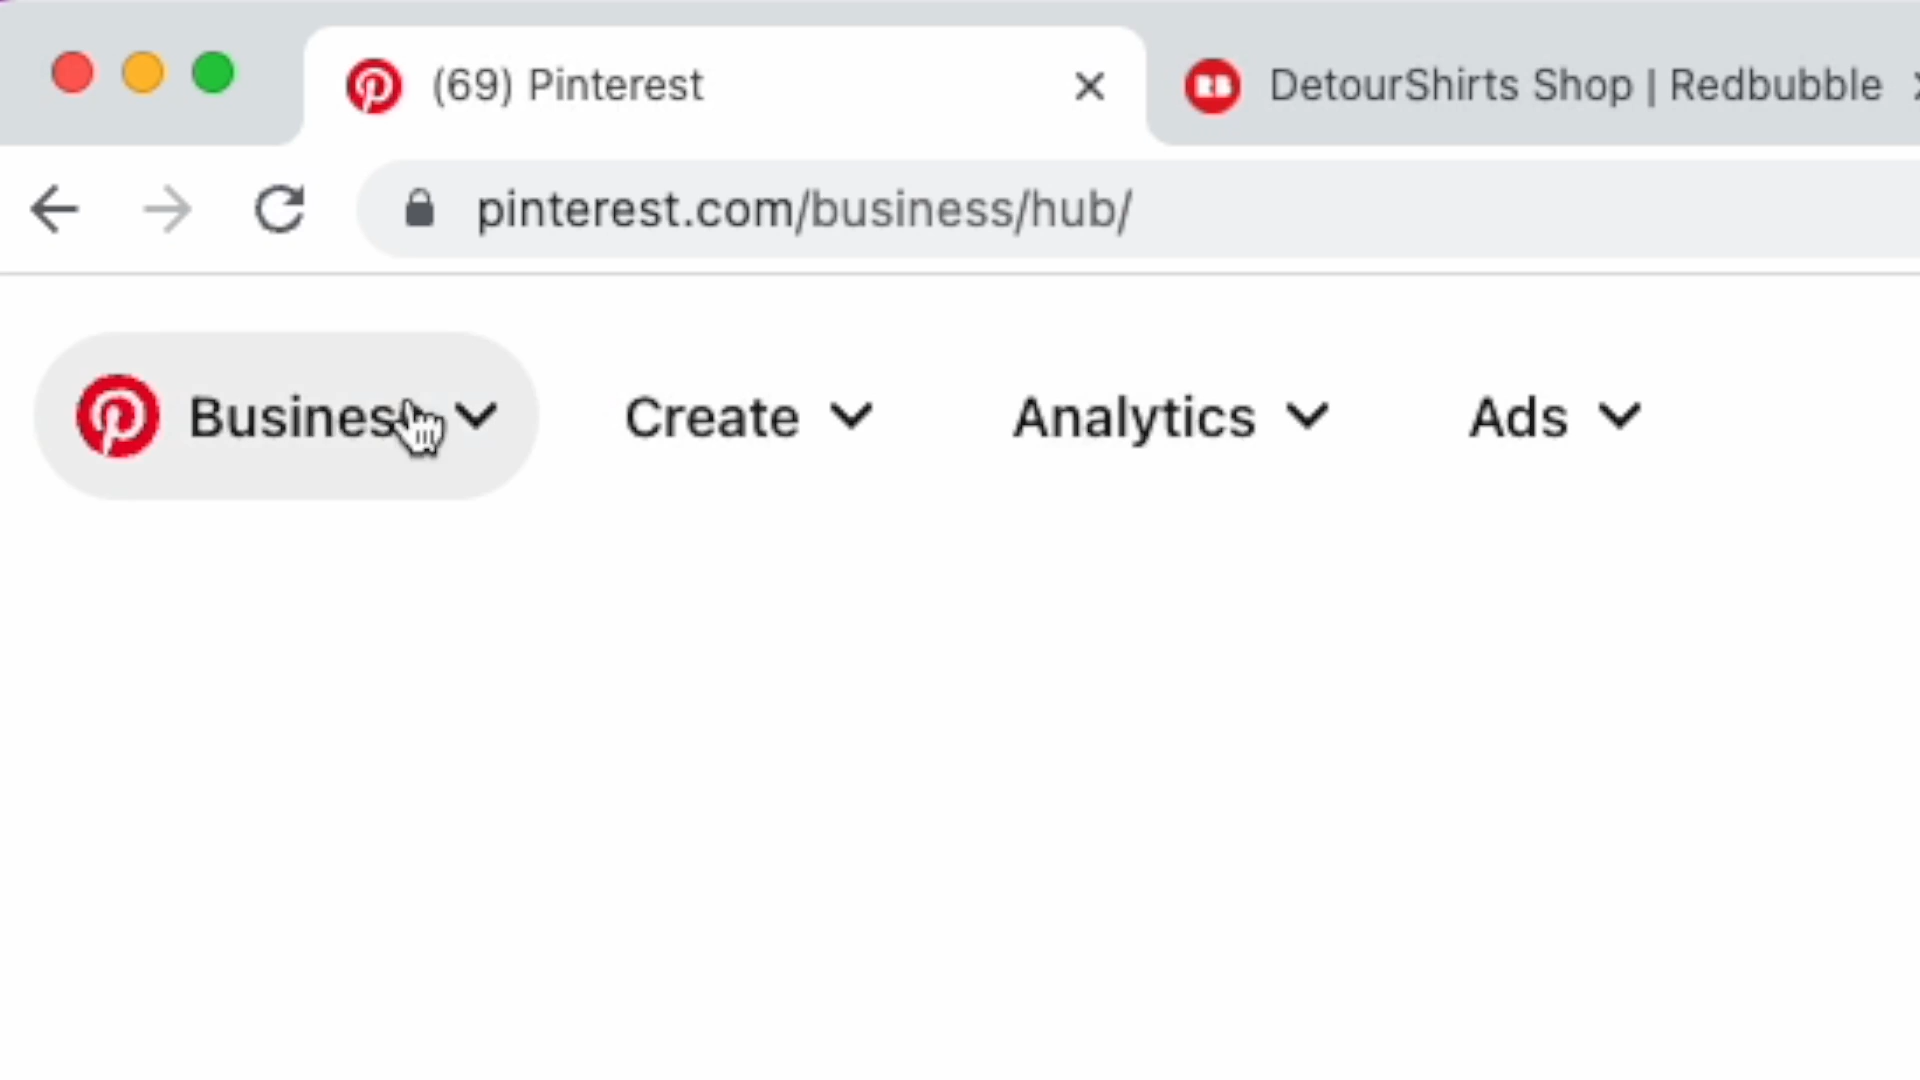 (69) Pinterest
DetourShirts Shop | Redbubble
pinterest.com/business/hub/
Business
Create
Analytics
Ads